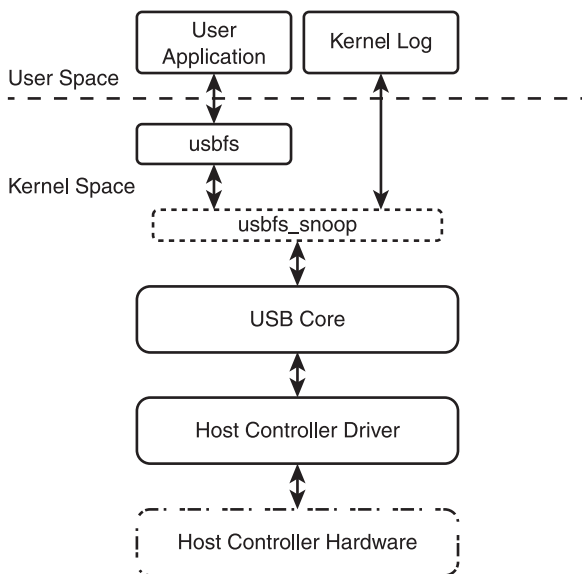 User
Application
Kernel Log
User Space
usbfs
Kernel Space
usbfs_snoop
USB Core
Host Controller Driver
Host Controller Hardware